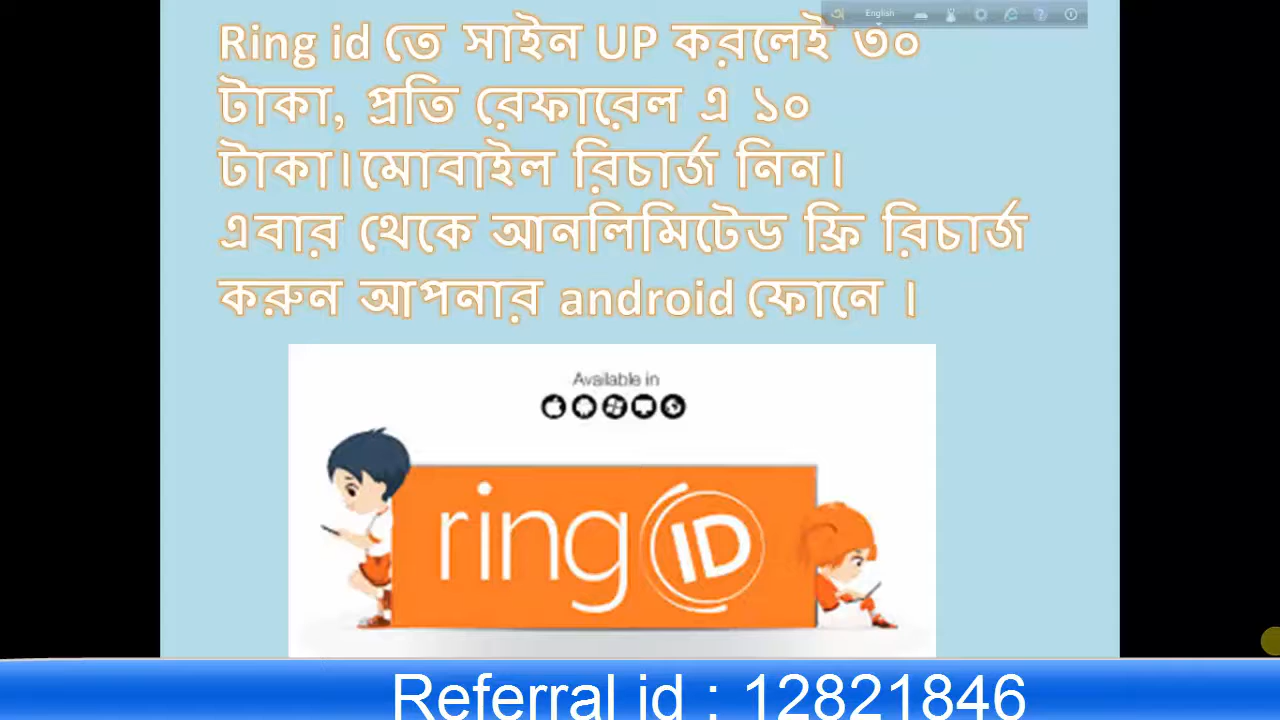 অ English
Ring id তে সাইন UP করলেই ৩০
টাকা, প্রতি রেফারেল এ ১০
টাকা।মোবাইল রিচার্জ নিন।
এবার থেকে আনলিমিটেড ফ্রি রিচার্জ
করুন আপনার android ফোনে ।
Available in
ring ID
Referral id : 12821846